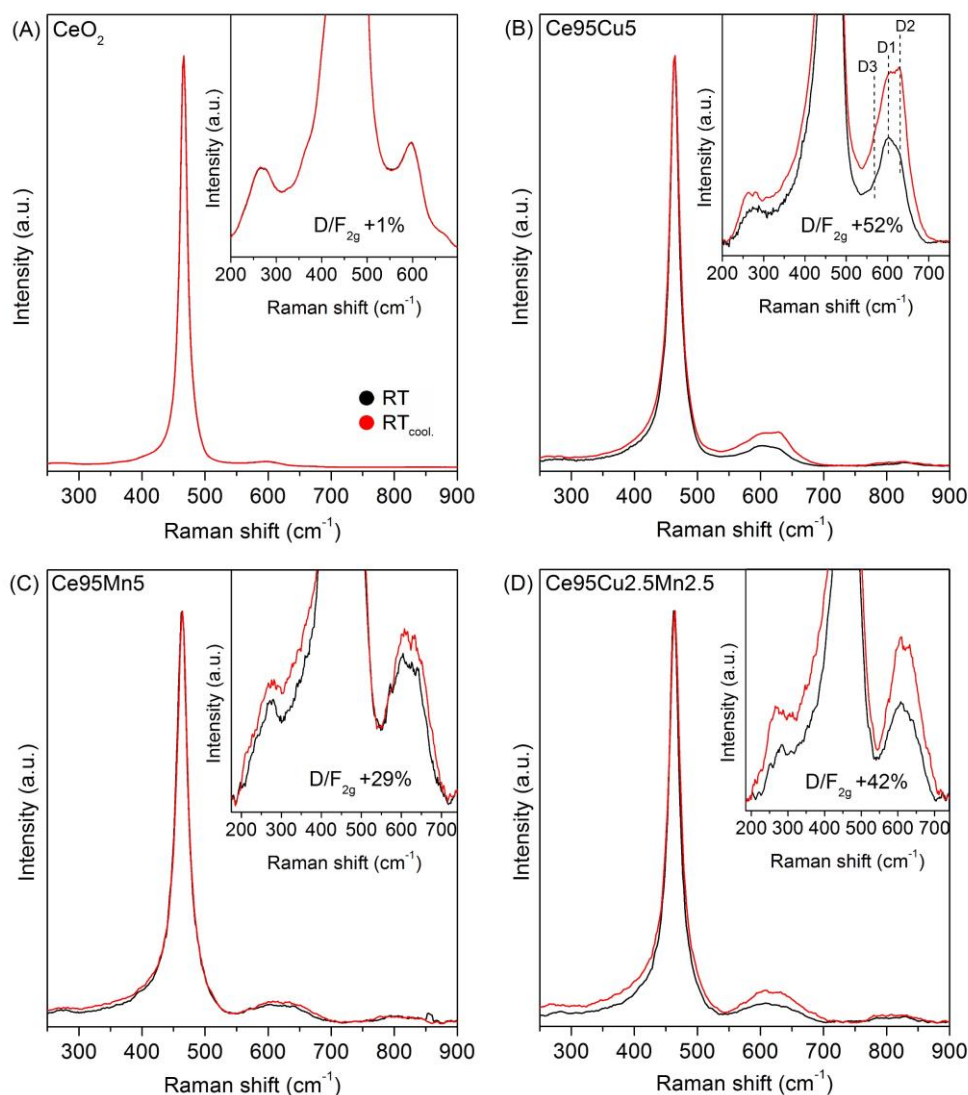 (A) CeO₂
Intensity (a.u.)
Intensity (a.u.)
D/F₂g +1%
200 300 400 500 600
Raman shift (cm⁻¹)
RT
RTcool.
300 400 500 600 700 800 900
Raman shift (cm⁻¹)
(B) Ce95Cu5
Intensity (a.u.)
Intensity (a.u.)
D3
D1
D2
D/F₂g +52%
200 300 400 500 600 700
Raman shift (cm⁻¹)
300 400 500 600 700 800 900
Raman shift (cm⁻¹)
(C) Ce95Mn5
Intensity (a.u.)
Intensity (a.u.)
D/F₂g +29%
200 300 400 500 600 700
Raman shift (cm⁻¹)
300 400 500 600 700 800 900
Raman shift (cm⁻¹)
(D) Ce95Cu2.5Mn2.5
Intensity (a.u.)
Intensity (a.u.)
D/F₂g +42%
200 300 400 500 600 700
Raman shift (cm⁻¹)
300 400 500 600 700 800 900
Raman shift (cm⁻¹)